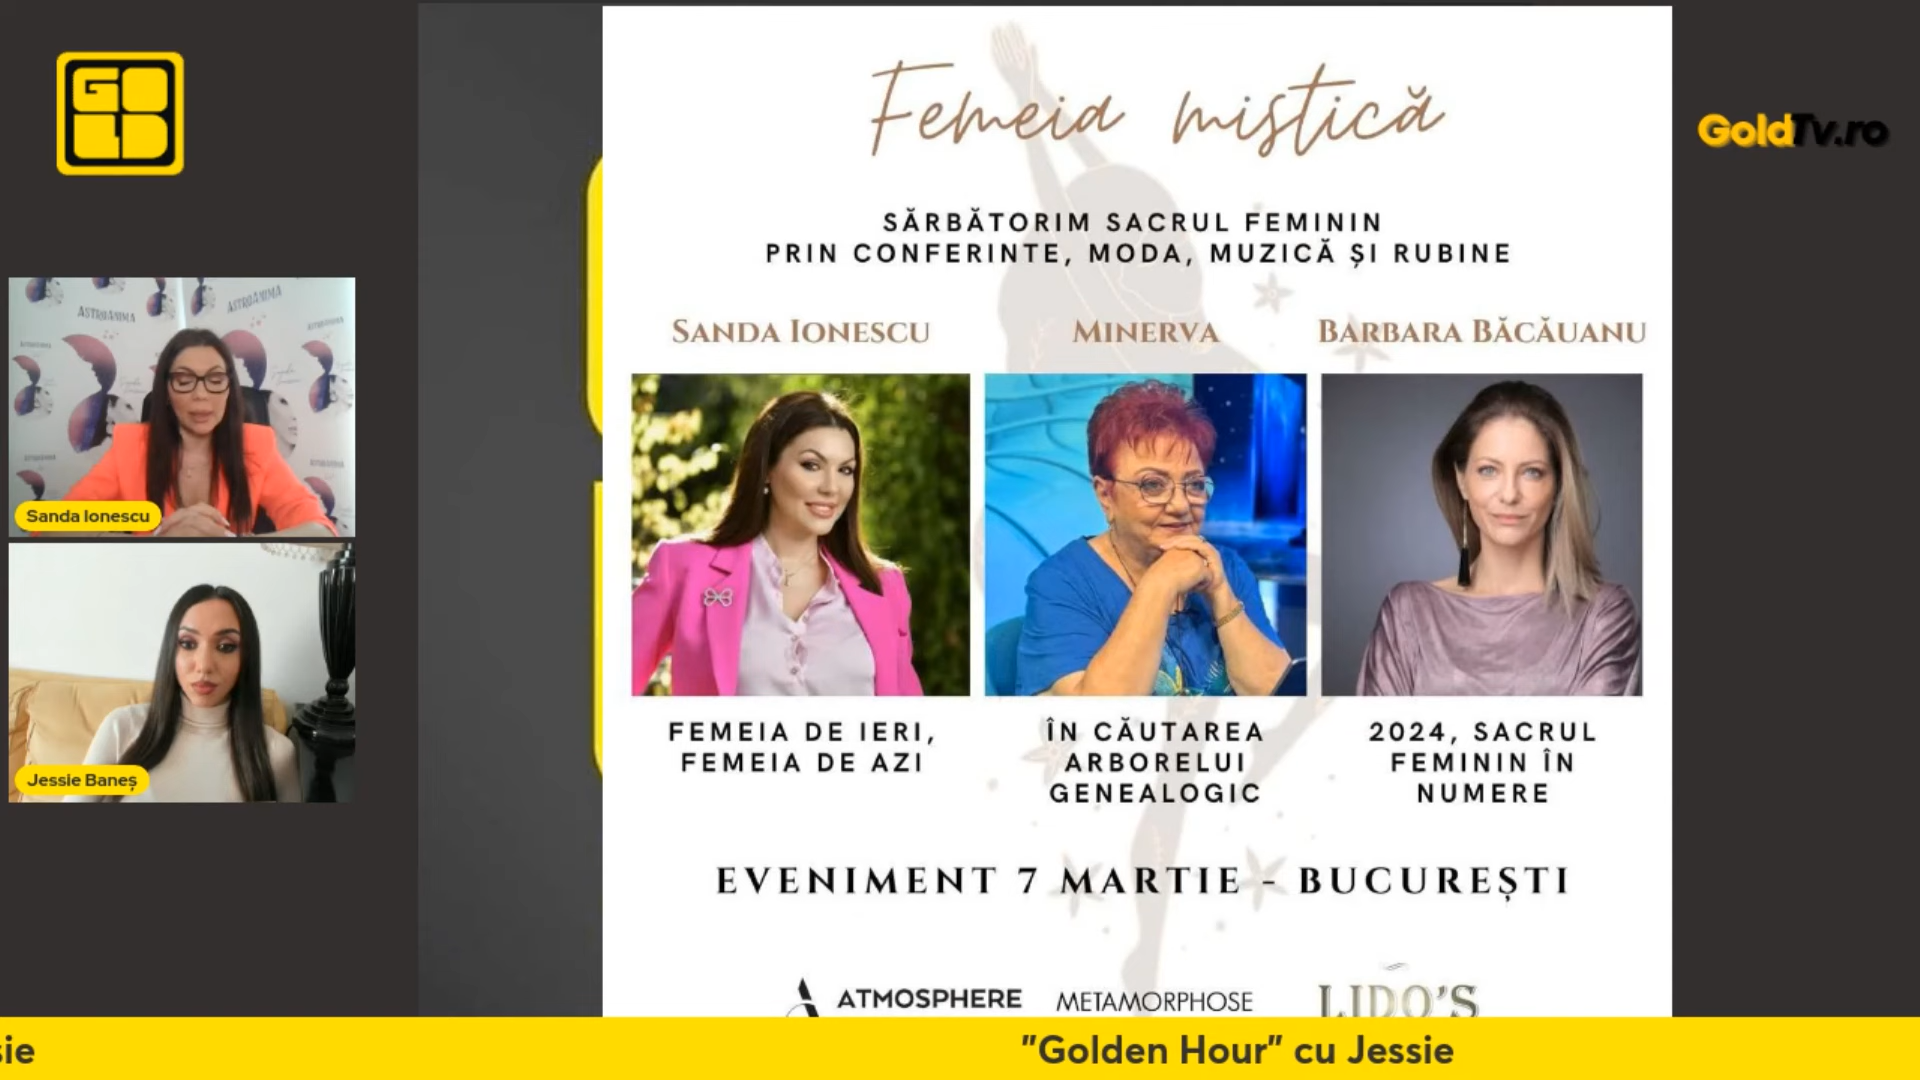 GOLD
GoldTv.ro
Femeia mistică
SĂRBĂTORIM SACRUL FEMININ
PRIN CONFERINTE, MODA, MUZICĂ ȘI RUBINE
SANDA IONESCU
MINERVA
BARBARA BĂCĂUANU
FEMEIA DE IERI,
FEMEIA DE AZI
ÎN CĂUTAREA
ARBORELUI
GENEALOGIC
2024, SACRUL
FEMININ ÎN
NUMERE
EVENIMENT 7 MARTIE - BUCUREȘTI
ATMOSPHERE
METAMORPHOSE
LIDO'S
ASTROANIMA
ASTROANIMA
Sanda Ionescu
Jessie Baneș
sie
"Golden Hour" cu Jessie